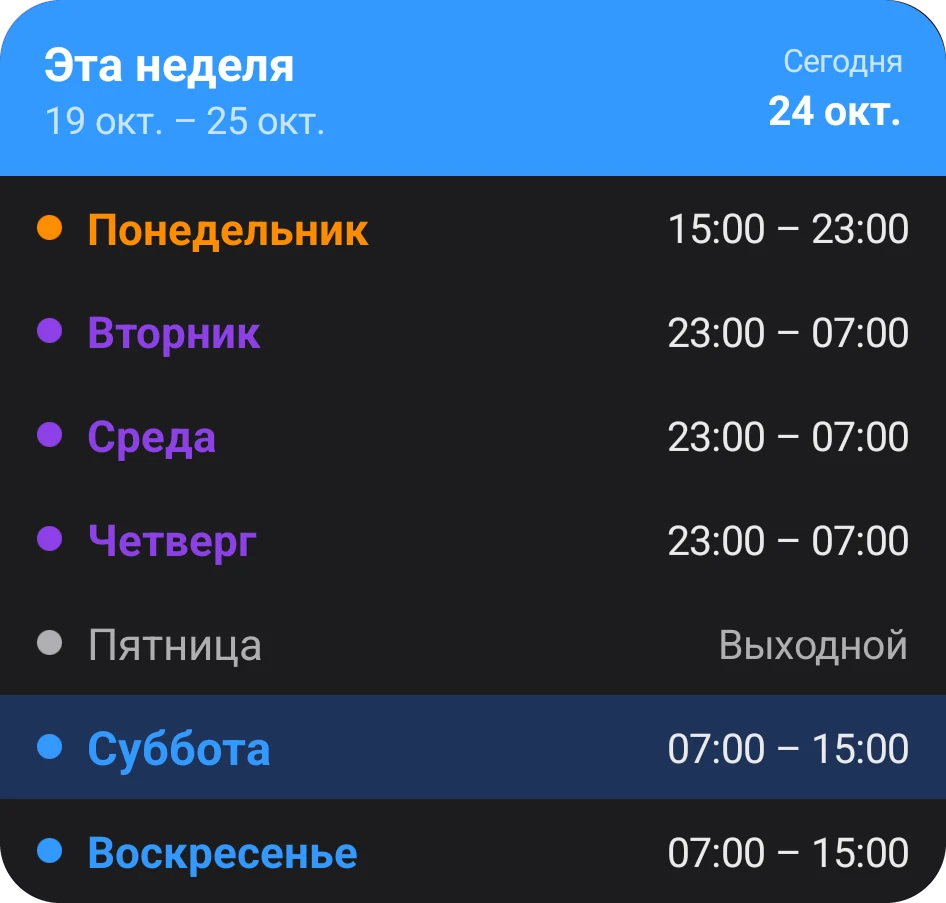 Эта неделя
19 окт. – 25 окт.
Сегодня
24 окт.
Понедельник 15:00 – 23:00
Вторник 23:00 – 07:00
Среда 23:00 – 07:00
Четверг 23:00 – 07:00
Пятница Выходной
Суббота 07:00 – 15:00
Воскресенье 07:00 – 15:00